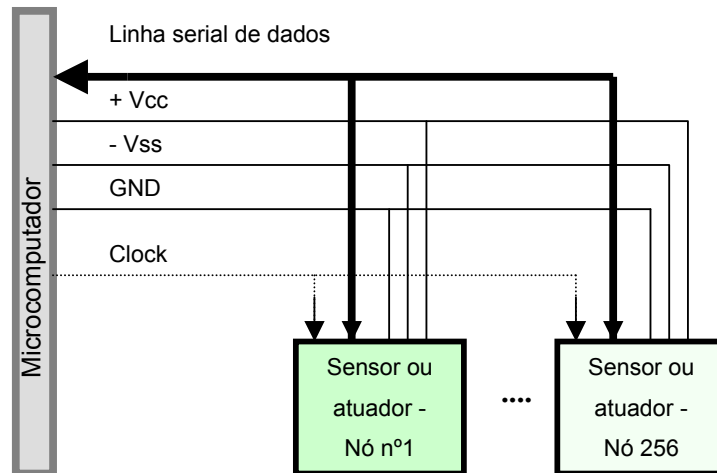 Linha serial de dados
+ Vcc
- Vss
GND
Clock
Microcomputador
Sensor ou
atuador -
Nó nº1
....
Sensor ou
atuador -
Nó 256